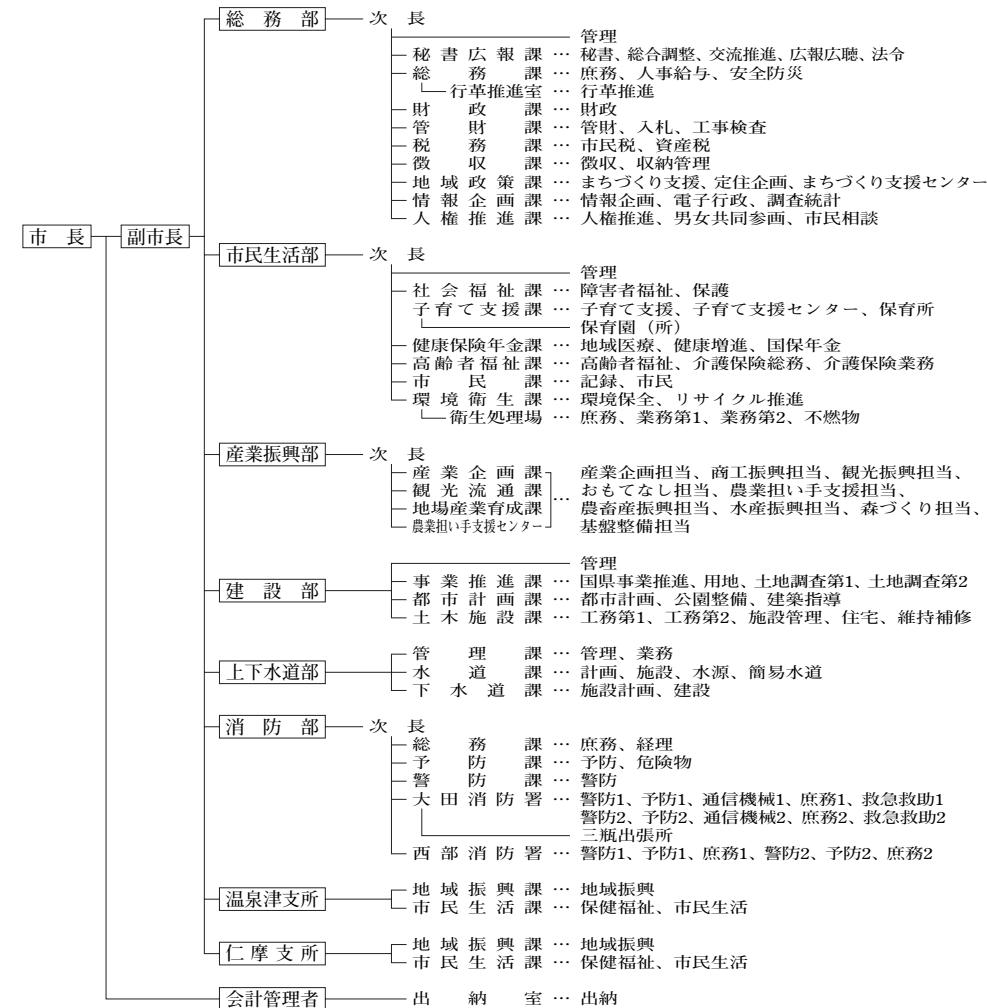 総務部 次長
管理
秘書広報課 … 秘書、総合調整、交流推進、広報広聴、法令
総務課 … 庶務、人事給与、安全防災
行革推進室 … 行革推進
財政課 … 財政
管財課 … 管財、入札、工事検査
税務課 … 市民税、資産税
徴収課 … 徴収、収納管理
地域政策課 … まちづくり支援、定住企画、まちづくり支援センター
情報企画課 … 情報企画、電子行政、調査統計
人権推進課 … 人権推進、男女共同参画、市民相談
市長 副市長
市民生活部 次長
管理
社会福祉課 … 障害者福祉、保護
子育て支援課 … 子育て支援、子育て支援センター、保育所
保育園（所）
健康保険年金課 … 地域医療、健康増進、国保年金
高齢者福祉課 … 高齢者福祉、介護保険総務、介護保険業務
市民課 … 記録、市民
環境衛生課 … 環境保全、リサイクル推進
衛生処理場 … 庶務、業務第1、業務第2、不燃物
産業振興部 次長
産業企画課 産業企画担当、商工振興担当、観光振興担当、
観光流通課 … おもてなし担当、農業担い手支援担当、
地場産業育成課 農畜産振興担当、水産振興担当、森づくり担当、
農業担い手支援センター 基盤整備担当
管理
建設部 事業推進課 … 国県事業推進、用地、土地調査第1、土地調査第2
都市計画課 … 都市計画、公園整備、建築指導
土木施設課 … 工務第1、工務第2、施設管理、住宅、維持補修
管理課 … 管理、業務
上下水道部 水道課 … 計画、施設、水源、簡易水道
下水道課 … 施設計画、建設
消防部 次長
総務課 … 庶務、経理
予防課 … 予防、危険物
警防課 … 警防
大田消防署 … 警防1、予防1、通信機械1、庶務1、救急救助1
警防2、予防2、通信機械2、庶務2、救急救助2
三瓶出張所
西部消防署 … 警防1、予防1、庶務1、警防2、予防2、庶務2
温泉津支所 地域振興課 … 地域振興
市民生活課 … 保健福祉、市民生活
仁摩支所 地域振興課 … 地域振興
市民生活課 … 保健福祉、市民生活
会計管理者 出納室 … 出納